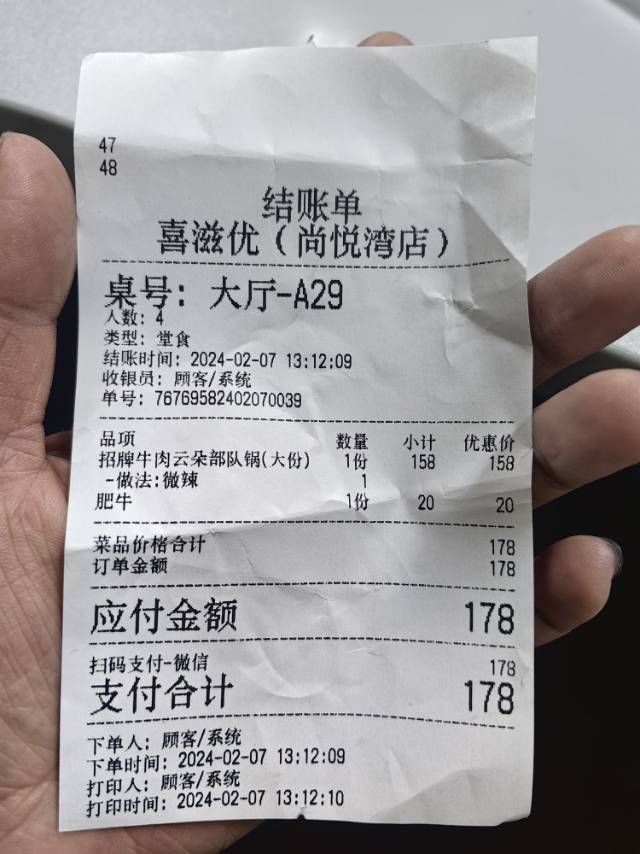 47
48
结账单
喜滋优（尚悦湾店）
桌号: 大厅-A29
人数: 4
类型: 堂食
结账时间: 2024-02-07 13:12:09
收银员: 顾客/系统
单号: 76769582402070039
品项 数量 小计 优惠价
招牌牛肉云朵部队锅(大份) 1份 158 158
-做法:微辣 1
肥牛 1份 20 20
菜品价格合计 178
订单金额 178
应付金额 178
扫码支付-微信 178
支付合计 178
下单人: 顾客/系统
下单时间: 2024-02-07 13:12:09
打印人: 顾客/系统
打印时间: 2024-02-07 13:12:10